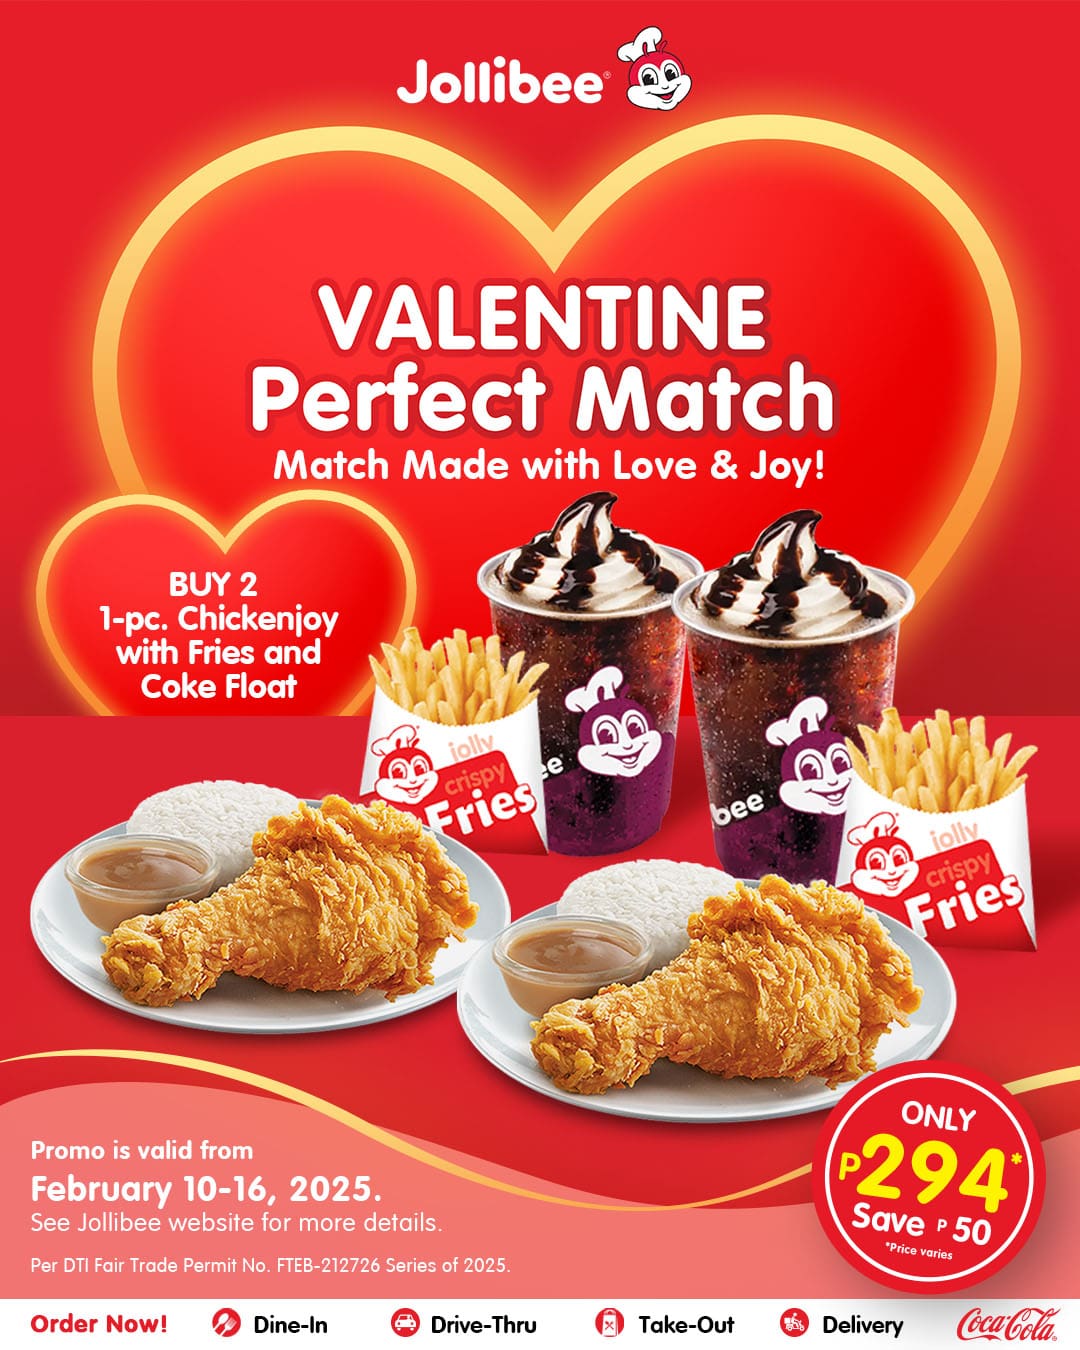 Jollibee®
VALENTINE
Perfect Match
Match Made with Love & Joy!
BUY 2
1-pc. Chickenjoy
with Fries and
Coke Float
jolly
crispy
Fries
ee
bee
jolly
crispy
Fries
ONLY
₱294*
Save ₱ 50
*Price varies
Promo is valid from
February 10-16, 2025.
See Jollibee website for more details.
Per DTI Fair Trade Permit No. FTEB-212726 Series of 2025.
Order Now! Dine-In Drive-Thru Take-Out Delivery Coca-Cola®